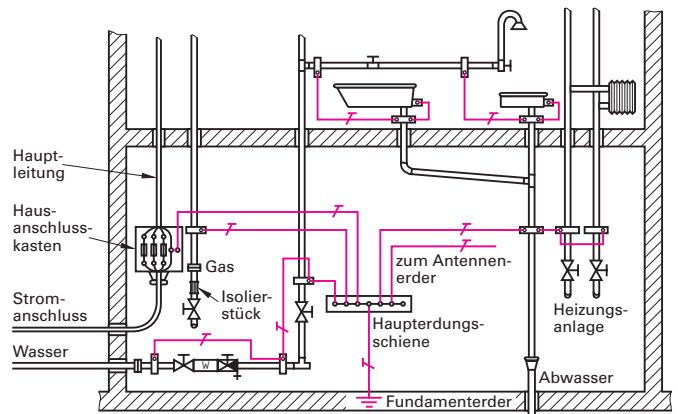 Haupt-
leitung
Haus-
anschluss-
kasten
Gas
Isolier-
stück
Strom-
anschluss
Wasser
W
zum Antennen-
erder
Haupterdungs-
schiene
Heizungs-
anlage
Abwasser
Fundamenterder